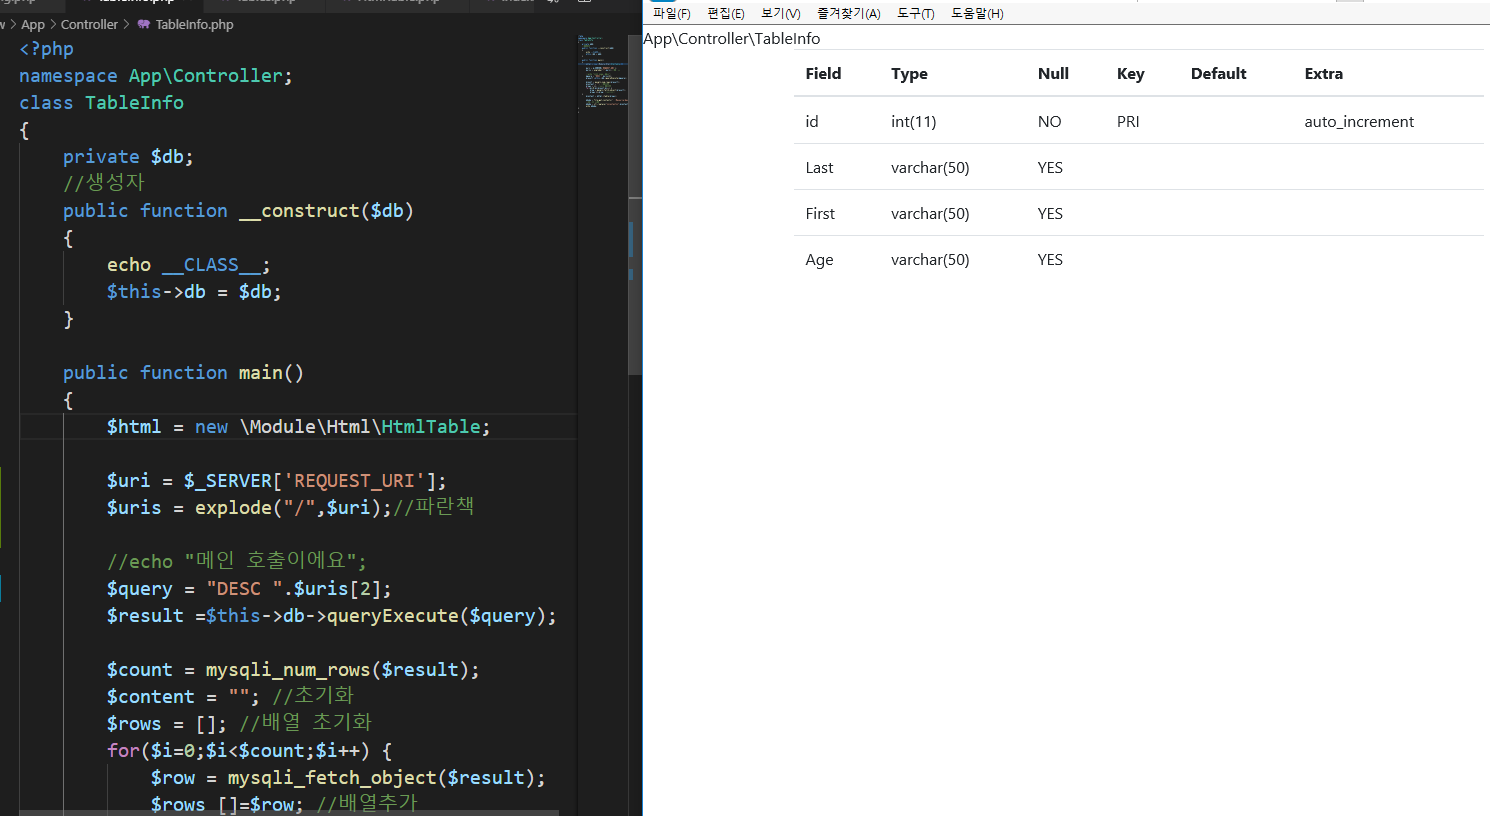 App > Controller > TableInfo.php
<?php
namespace App\Controller;
class TableInfo
{
private $db;
//생성자
public function __construct($db)
{
echo __CLASS__;
$this->db = $db;
}
public function main()
{
$html = new \Module\Html\HtmlTable;
$uri = $_SERVER['REQUEST_URI'];
$uris = explode("/",$uri);//파란책
//echo "메인 호출이에요";
$query = "DESC ".$uris[2];
$result =$this->db->queryExecute($query);
$count = mysqli_num_rows($result);
$content = ""; //초기화
$rows = []; //배열 초기화
for($i=0;$i<$count;$i++) {
$row = mysqli_fetch_object($result);
$rows []=$row; //배열추가
파일(F) 편집(E) 보기(V) 즐겨찾기(A) 도구(T) 도움말(H)
App\Controller\TableInfo
Field Type Null Key Default Extra
id int(11) NO PRI auto_increment
Last varchar(50) YES
First varchar(50) YES
Age varchar(50) YES